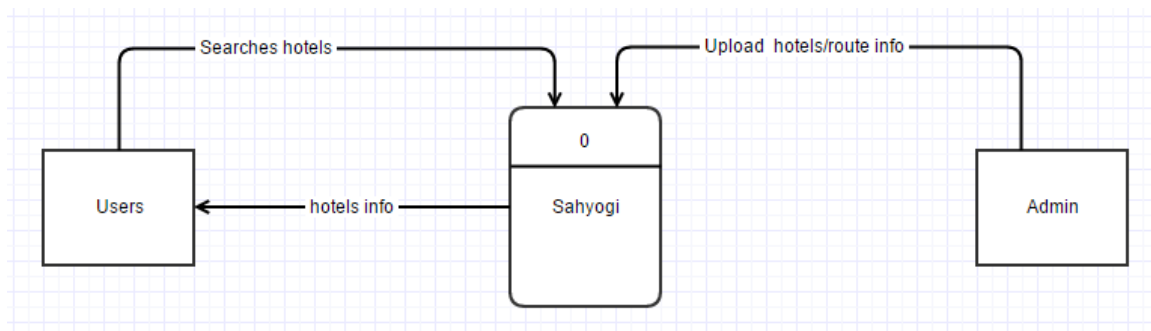 Searches hotels
Upload hotels/route info
0
Users
hotels info
Sahyogi
Admin